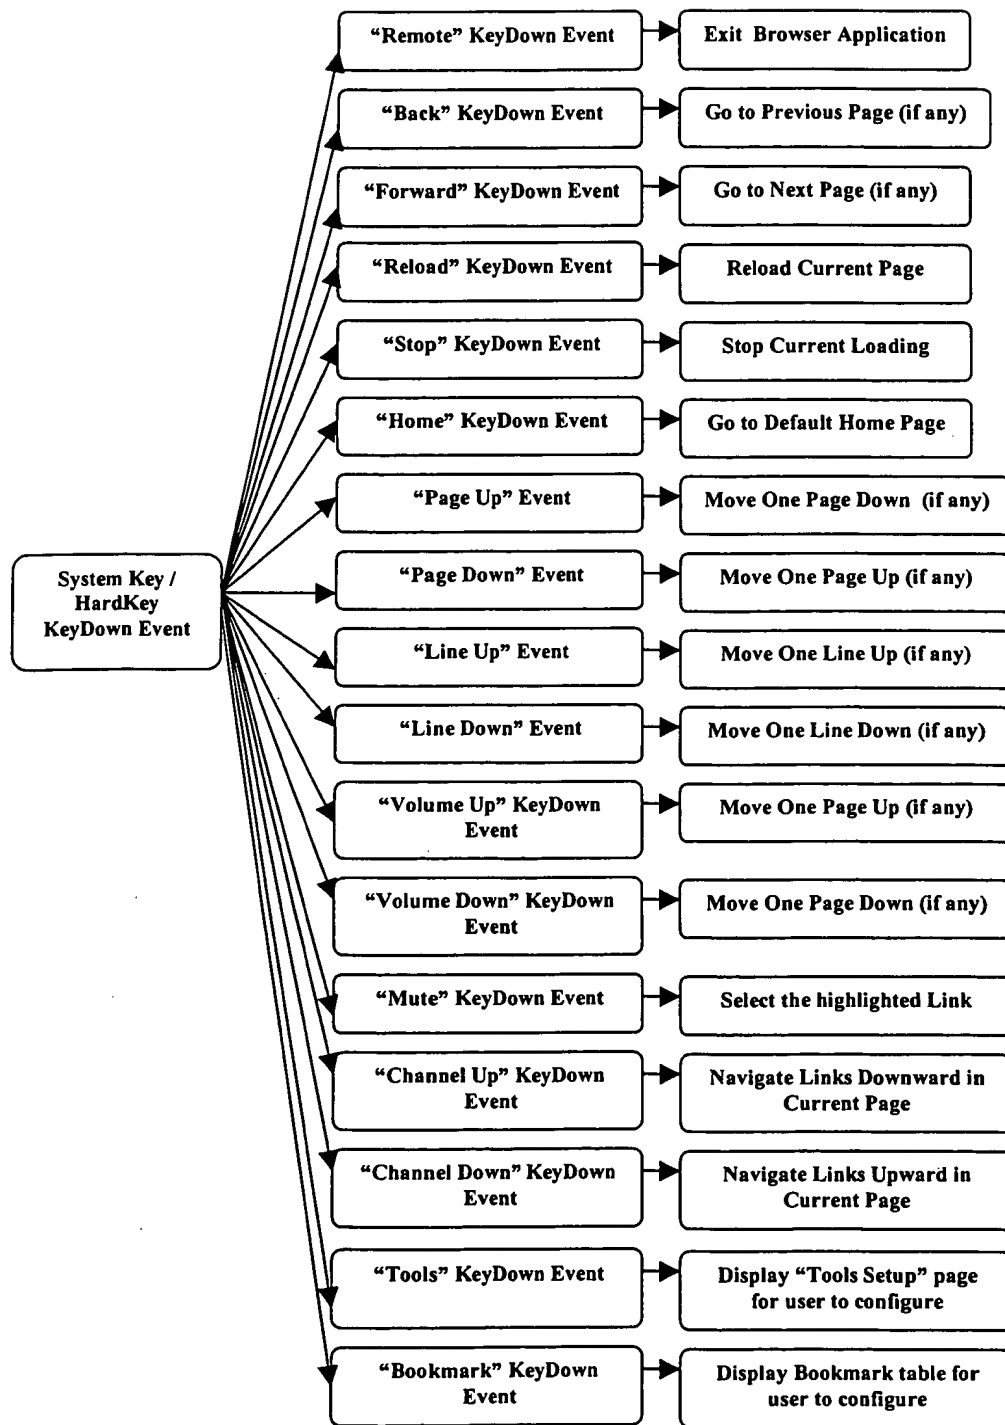 “Remote” KeyDown Event
Exit Browser Application
“Back” KeyDown Event
Go to Previous Page (if any)
“Forward” KeyDown Event
Go to Next Page (if any)
“Reload” KeyDown Event
Reload Current Page
“Stop” KeyDown Event
Stop Current Loading
“Home” KeyDown Event
Go to Default Home Page
“Page Up” Event
Move One Page Down (if any)
System Key /
HardKey
KeyDown Event
“Page Down” Event
Move One Page Up (if any)
“Line Up” Event
Move One Line Up (if any)
“Line Down” Event
Move One Line Down (if any)
“Volume Up” KeyDown
Event
Move One Page Up (if any)
“Volume Down” KeyDown
Event
Move One Page Down (if any)
“Mute” KeyDown Event
Select the highlighted Link
“Channel Up” KeyDown
Event
Navigate Links Downward in
Current Page
“Channel Down” KeyDown
Event
Navigate Links Upward in
Current Page
“Tools” KeyDown Event
Display “Tools Setup” page
for user to configure
“Bookmark” KeyDown
Event
Display Bookmark table for
user to configure